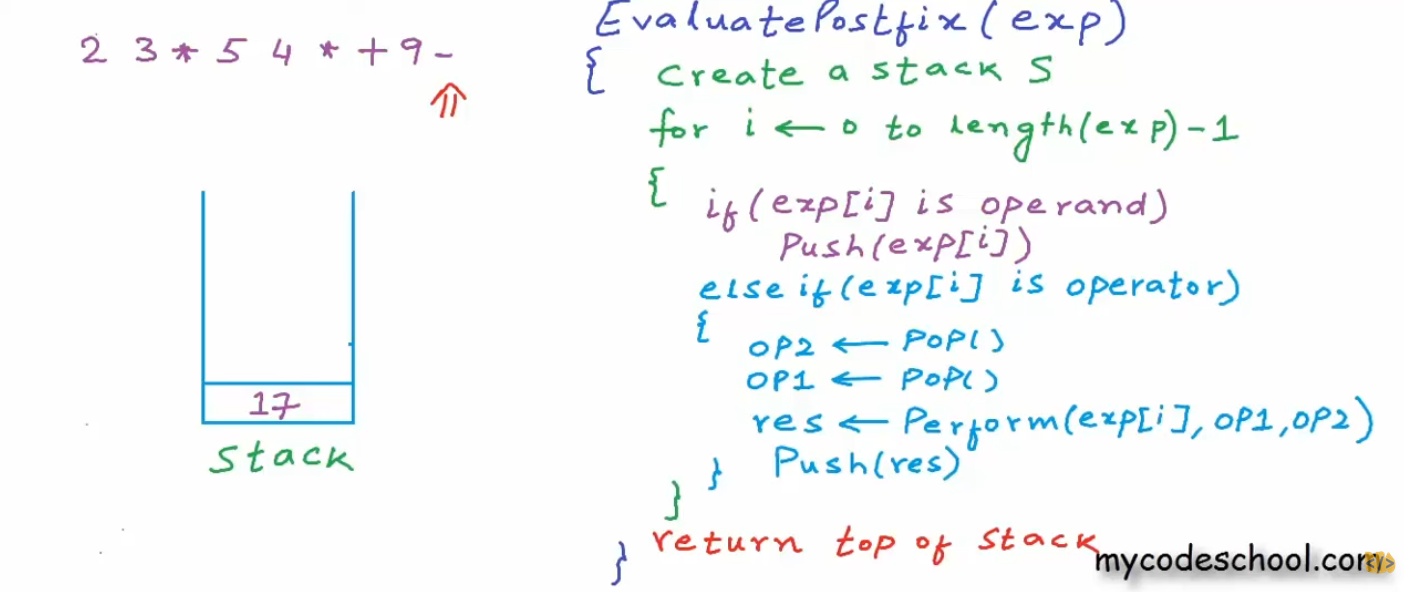 2 3 * 5 4 * + 9 -
17
Stack
EvaluatePostfix(exp)
{ Create a stack S
for i ← 0 to length(exp)-1
{
if(exp[i] is operand)
Push(exp[i])
else if(exp[i] is operator)
{
OP2 ← POP()
OP1 ← POP()
res ← Perform(exp[i], OP1, OP2)
} Push(res)
}
} return top of stack
mycodeschool.com